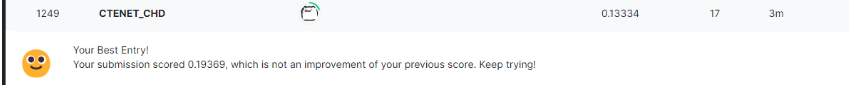 1249 CTENET_CHD 0.13334 17 3m
Your Best Entry!
Your submission scored 0.19369, which is not an improvement of your previous score. Keep trying!